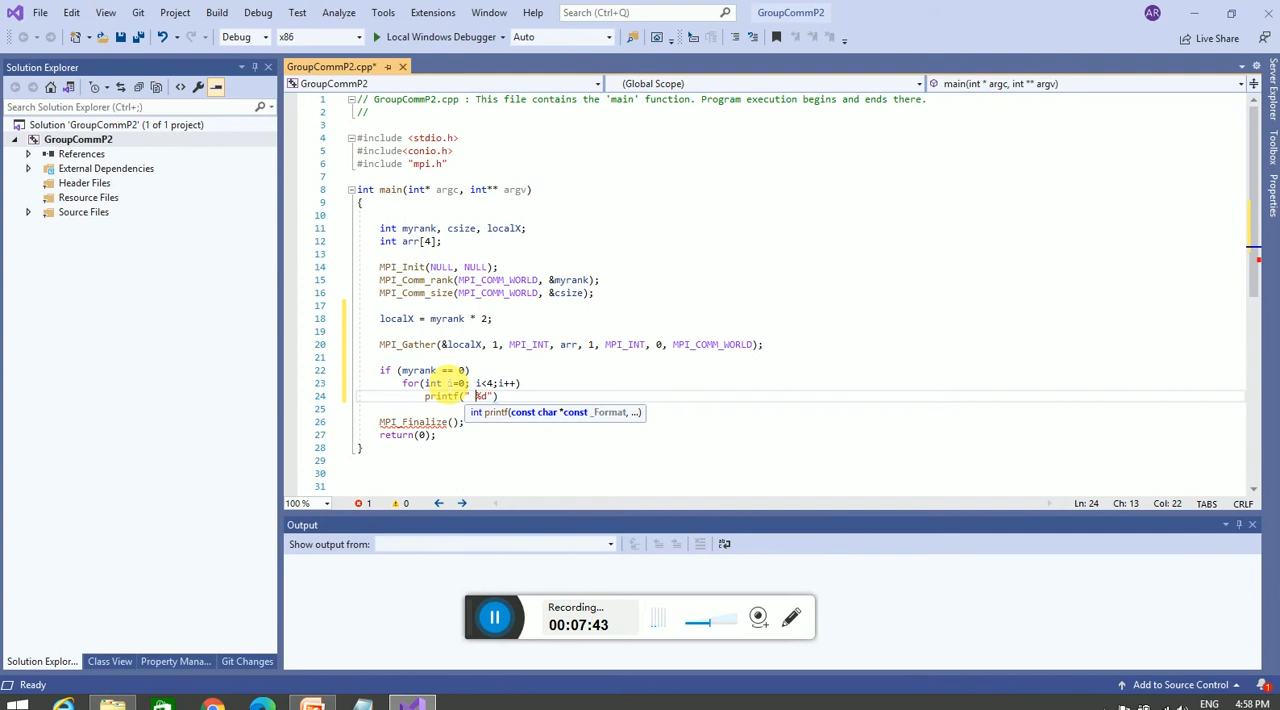 File Edit View Git Project Build Debug Test Analyze Tools Extensions Window Help Search (Ctrl+Q) GroupCommP2 AR
Debug x86 Local Windows Debugger Auto Live Share
Solution Explorer
Search Solution Explorer (Ctrl+;)
Solution 'GroupCommP2' (1 of 1 project)
GroupCommP2
References
External Dependencies
Header Files
Resource Files
Source Files
Solution Explor... Class View Property Mana... Git Changes
GroupCommP2.cpp*
GroupCommP2 (Global Scope) main(int * argc, int ** argv)
1 // GroupCommP2.cpp : This file contains the 'main' function. Program execution begins and ends there.
2 //
3
4 #include <stdio.h>
5 #include<conio.h>
6 #include "mpi.h"
7
8 int main(int* argc, int** argv)
9 {
10
11 int myrank, csize, localX;
12 int arr[4];
13
14 MPI_Init(NULL, NULL);
15 MPI_Comm_rank(MPI_COMM_WORLD, &myrank);
16 MPI_Comm_size(MPI_COMM_WORLD, &csize);
17
18 localX = myrank * 2;
19
20 MPI_Gather(&localX, 1, MPI_INT, arr, 1, MPI_INT, 0, MPI_COMM_WORLD);
21
22 if (myrank == 0)
23 for(int i=0; i<4;i++)
24 printf(" %d")
int printf(const char *const _Format, ...)
25
26 MPI_Finalize();
27 return(0);
28 }
29
30
31
100 % 1 0 Ln: 24 Ch: 13 Col: 22 TABS CRLF
Output
Show output from:
Recording...
00:07:43
Server Explorer
Toolbox
Properties
Ready Add to Source Control 1
ENG 4:58 PM